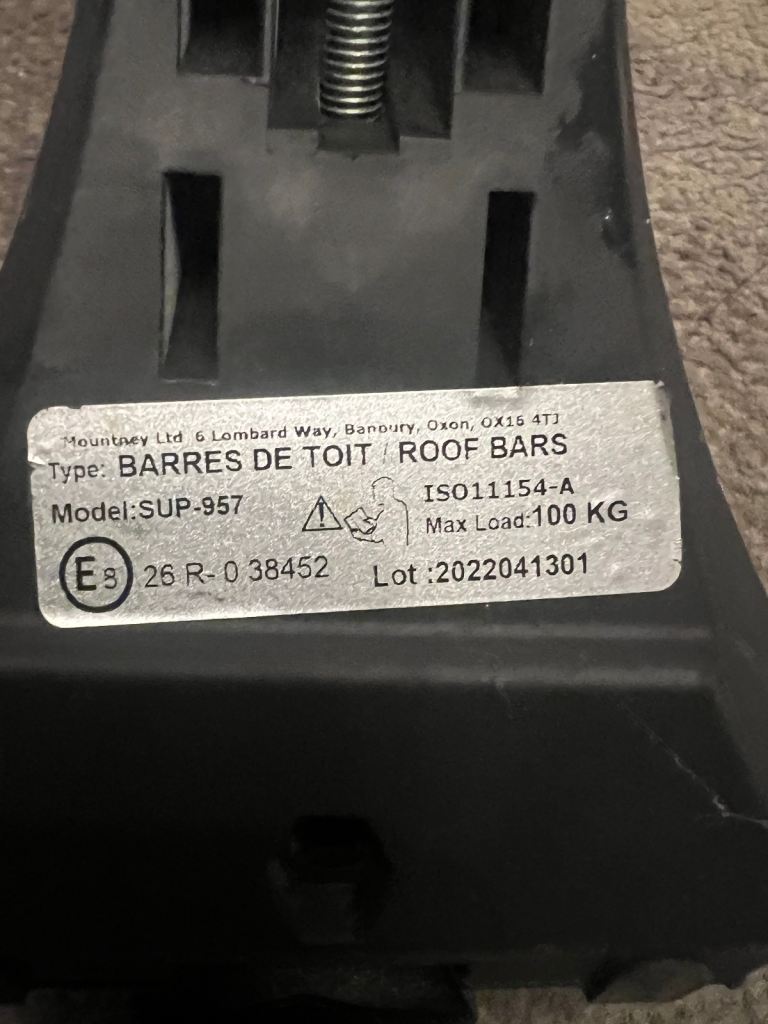 Mountney Ltd 6 Lombard Way, Banbury, Oxon, OX16 4TJ
Type: BARRES DE TOIT / ROOF BARS
Model:SUP-957
ISO11154-A
Max Load:100 KG
E8 26 R- 0 38452
Lot :2022041301